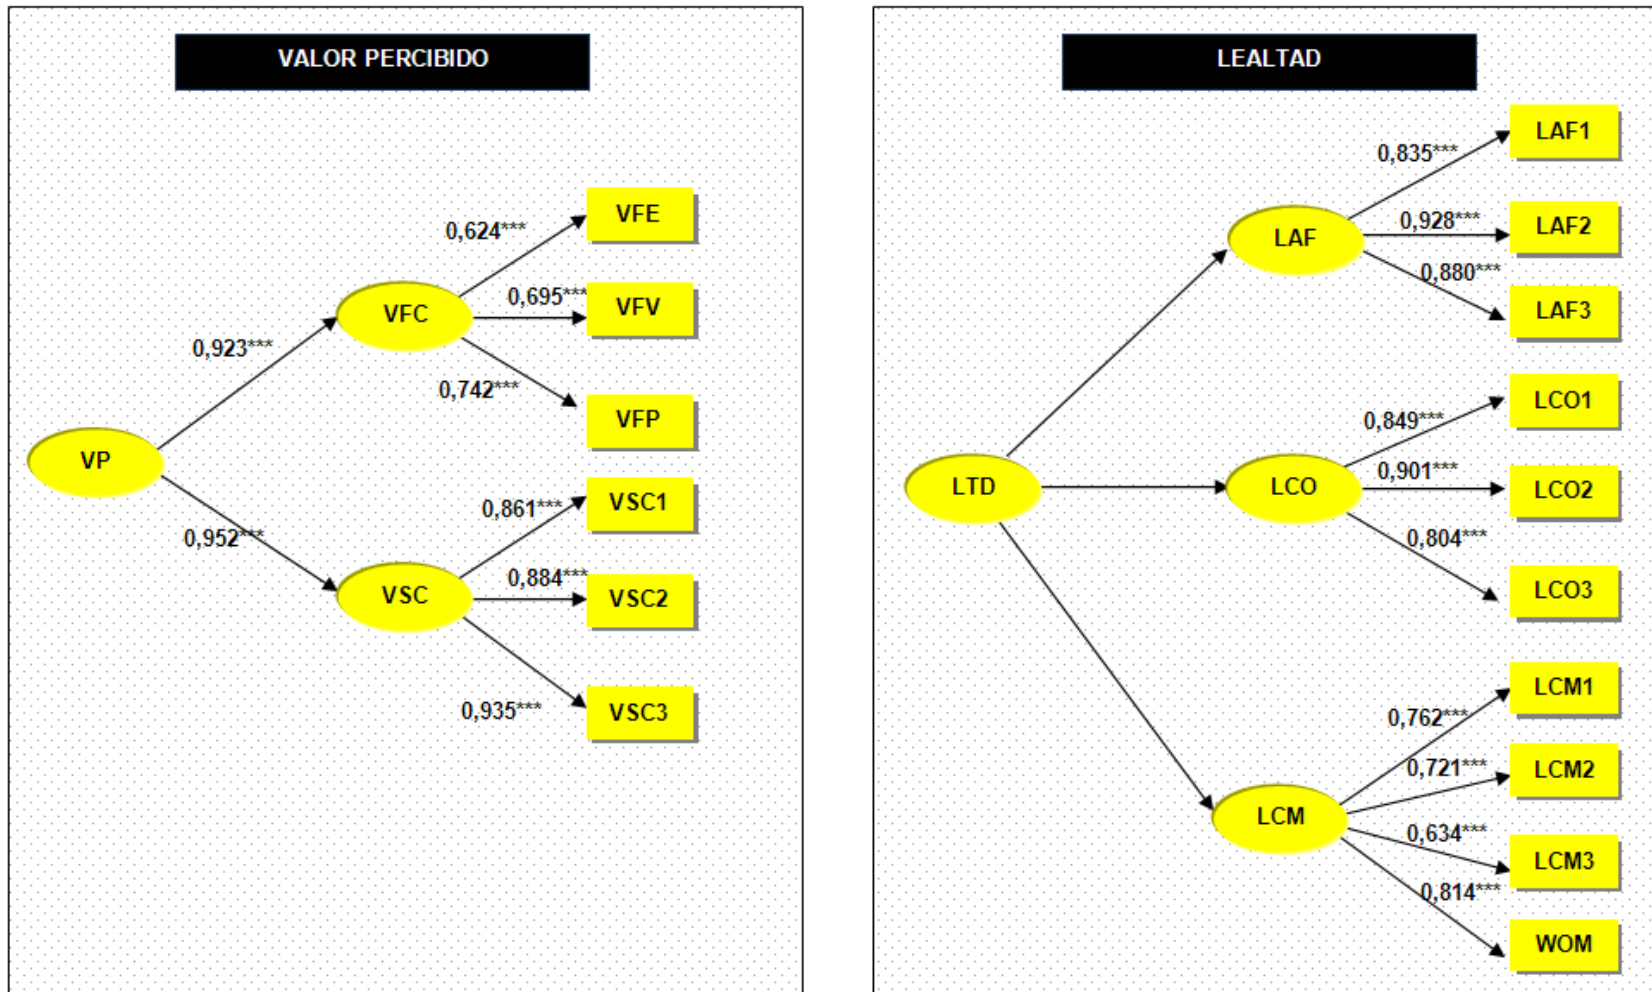 VALOR PERCIBIDO
VFE
0,624***
VFC
0,695***
VFV
0,923***
0,742***
VFP
VP
0,952***
VSC1
0,861***
VSC
0,884***
VSC2
0,935***
VSC3
LEALTAD
LAF1
0,835***
LAF
0,928***
LAF2
0,880***
LAF3
LCO1
0,849***
LTD
LCO
0,901***
LCO2
0,804***
LCO3
LCM1
0,762***
LCM
0,721***
LCM2
0,634***
LCM3
0,814***
WOM